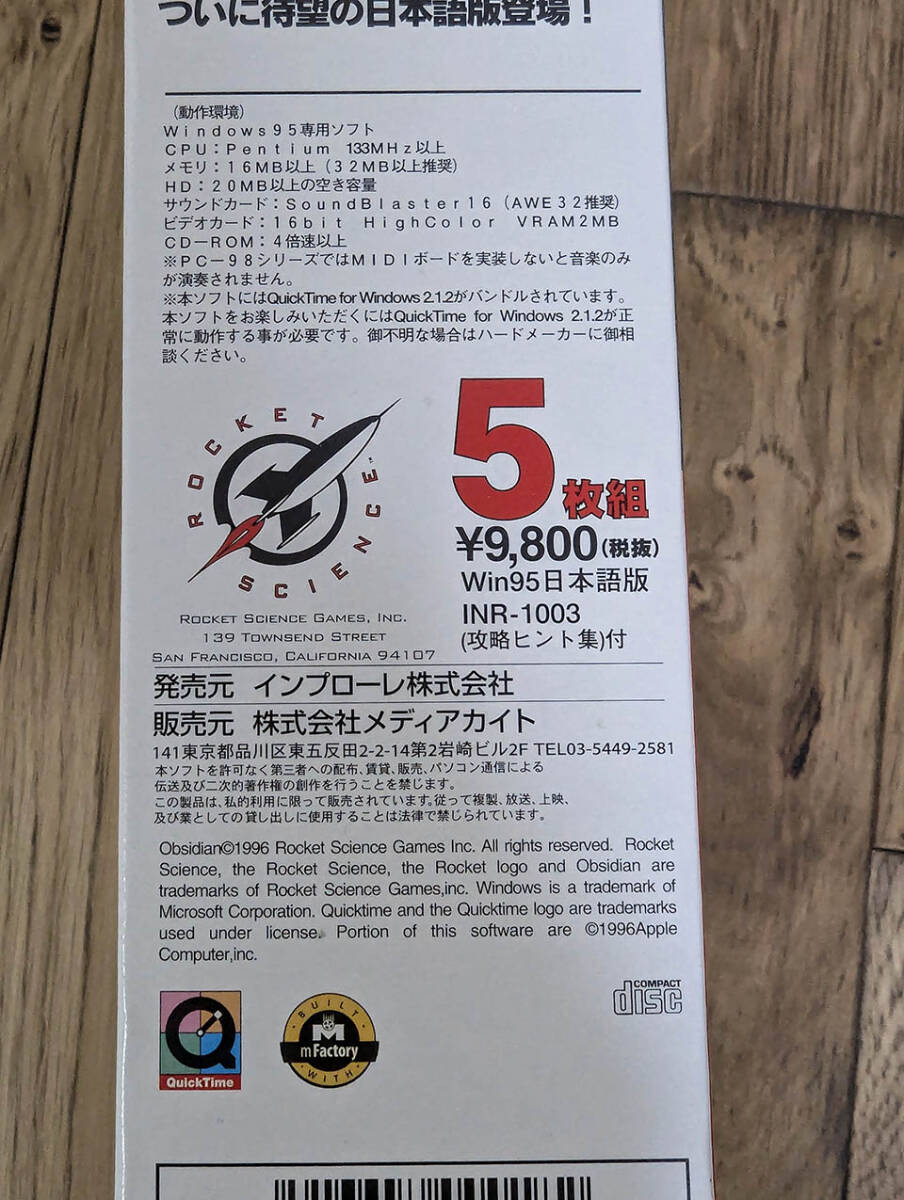 ついに待望の日本語版登場！
（動作環境）
Ｗｉｎｄｏｗｓ９５専用ソフト
ＣＰＵ：Ｐｅｎｔｉｕｍ　133ＭＨｚ以上
メモリ：１６ＭＢ以上（３２ＭＢ以上推奨）
ＨＤ：２０ＭＢ以上の空き容量
サウンドカード：ＳｏｕｎｄＢｌａｓｔｅｒ１６（ＡＷＥ３２推奨）
ビデオカード：１６ｂｉｔ　ＨｉｇｈＣｏｌｏｒ　ＶＲＡＭ２ＭＢ
ＣＤ－ＲＯＭ：４倍速以上
※ＰＣ－９８シリーズではＭＩＤＩボードを実装しないと音楽のみ
が演奏されません。
※本ソフトにはQuickTime for Windows 2.1.2がバンドルされています。
本ソフトをお楽しみいただくにはQuickTime for Windows 2.1.2が正
常に動作する事が必要です。御不明な場合はハードメーカーに御相
談ください。
ROCKET SCIENCE™
5枚組
¥9,800(税抜)
Win95日本語版
INR-1003
(攻略ヒント集)付
ROCKET SCIENCE GAMES, INC.
139 TOWNSEND STREET
SAN FRANCISCO, CALIFORNIA 94107
発売元　インプローレ株式会社
販売元　株式会社メディアカイト
141東京都品川区東五反田2-2-14第2岩崎ビル2F TEL03-5449-2581
本ソフトを許可なく第三者への配布、賃貸、販売、パソコン通信による
伝送及び二次的著作権の創作を行うことを禁じます。
この製品は、私的利用に限って販売されています。従って複製、放送、上映、
及び業としての貸し出しに使用することは法律で禁じられています。
Obsidian©1996 Rocket Science Games Inc. All rights reserved. Rocket
Science, the Rocket Science, the Rocket logo and Obsidian are
trademarks of Rocket Science Games,inc. Windows is a trademark of
Microsoft Corporation. Quicktime and the Quicktime logo are trademarks
used under license. Portion of this software are ©1996Apple
Computer,inc.
COMPACT
disc
QuickTime
BUILT
M
mFactory
WITH